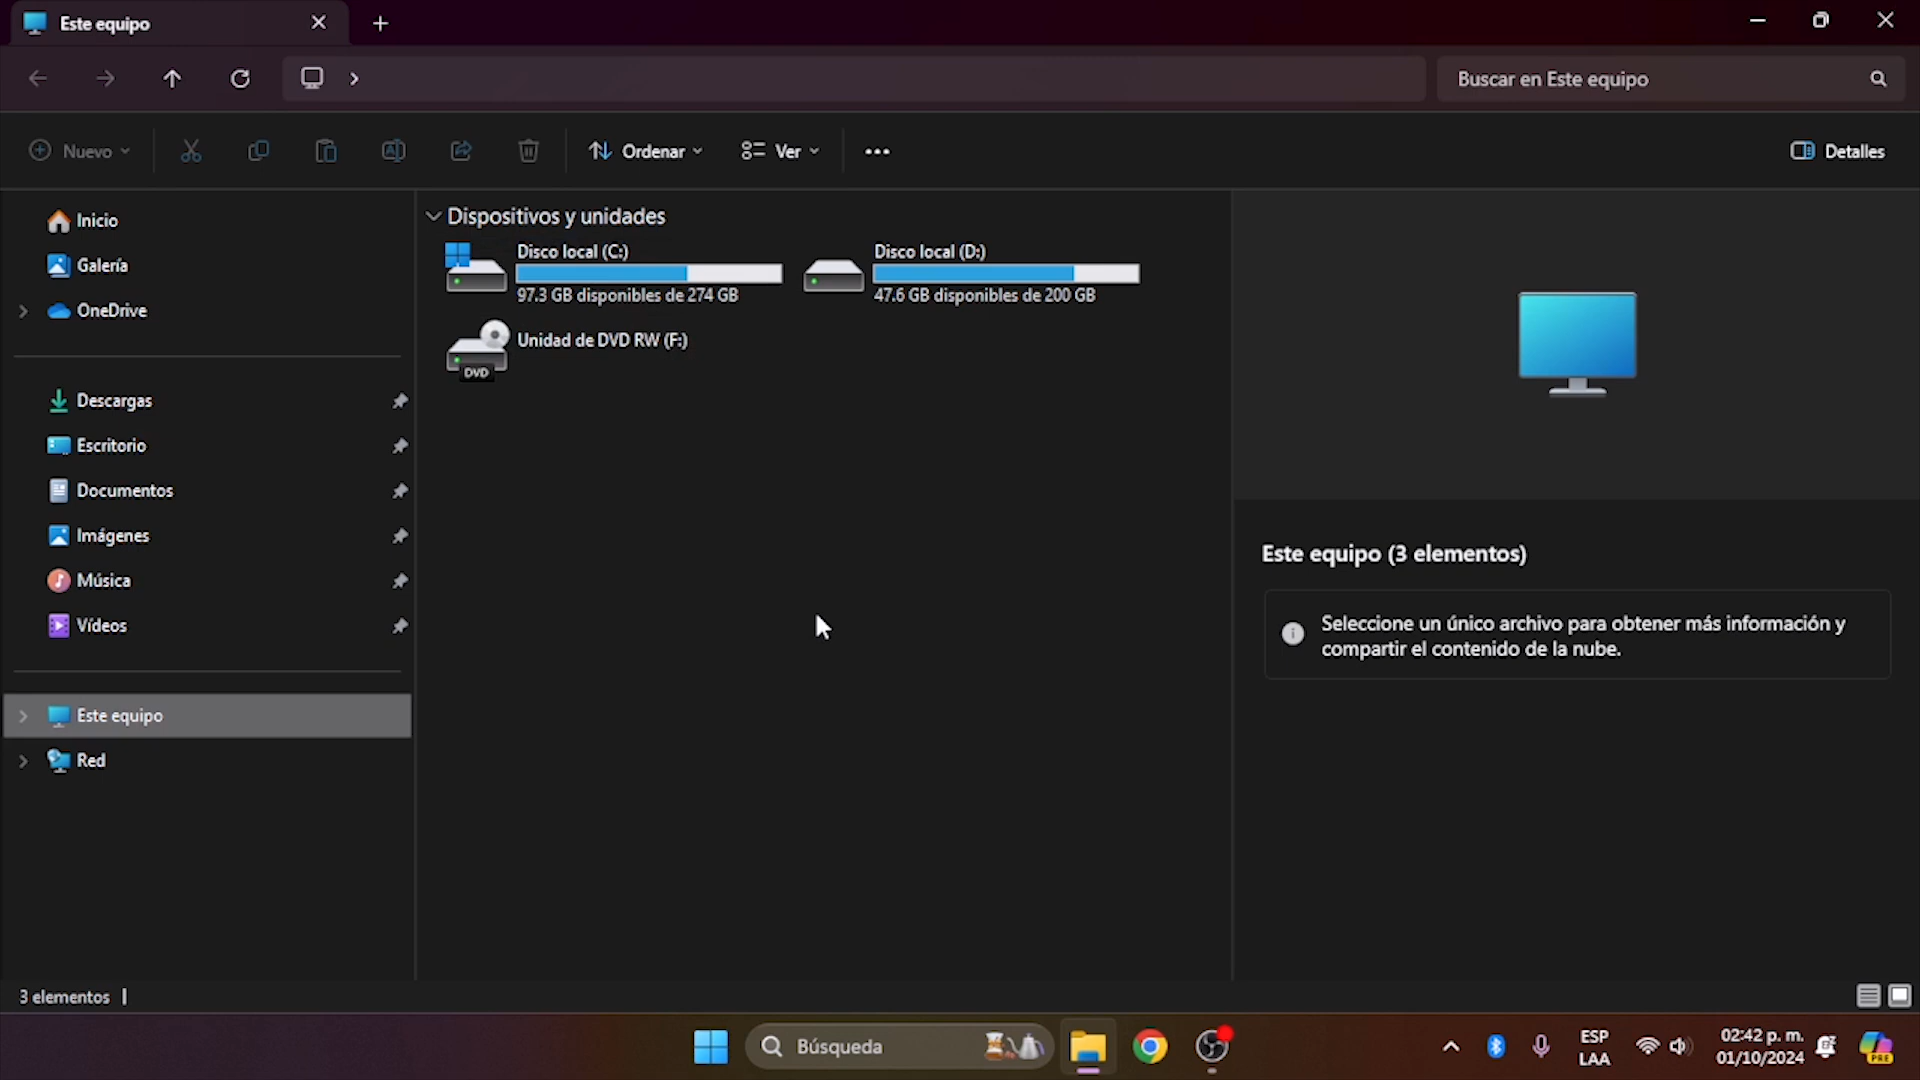 Este equipo
Buscar en Este equipo
Nuevo
Ordenar
Ver
Detalles
Inicio
Galería
OneDrive
Descargas
Escritorio
Documentos
Imágenes
Música
Vídeos
Este equipo
Red
Dispositivos y unidades
Disco local (C:)
97.3 GB disponibles de 274 GB
Disco local (D:)
47.6 GB disponibles de 200 GB
Unidad de DVD RW (F:)
DVD
Este equipo (3 elementos)
Seleccione un único archivo para obtener más información y
compartir el contenido de la nube.
3 elementos
Búsqueda
ESP
LAA
02:42 p. m.
01/10/2024
PRE